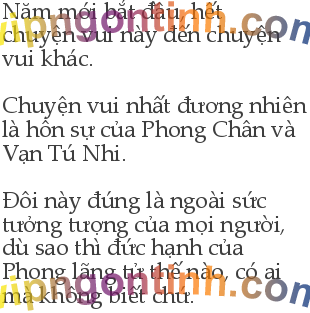 Năm mới bắt đầu, hết
chuyện vui này đến chuyện
vui khác.
Chuyện vui nhất đương nhiên
là hôn sự của Phong Chân và
Vạn Tú Nhi.
Đôi này đúng là ngoài sức
tưởng tượng của mọi người,
dù sao thì đức hạnh của
Phong lãng tử thế nào, có ai
mà không biết chứ.
vipngontinh.com
vipngontinh.com